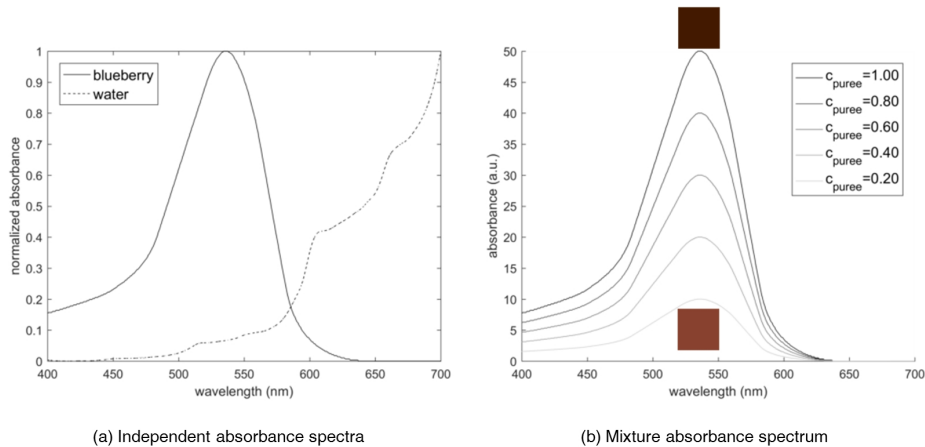 blueberry
water
1
0.9
0.8
0.7
0.6
0.5
0.4
0.3
0.2
0.1
0
normalized absorbance
400
450
500
550
600
650
700
wavelength (nm)
(a) Independent absorbance spectra
c_puree=1.00
c_puree=0.80
c_puree=0.60
c_puree=0.40
c_puree=0.20
50
45
40
35
30
25
20
15
10
5
0
absorbance (a.u.)
400
450
500
550
600
650
700
wavelength (nm)
(b) Mixture absorbance spectrum